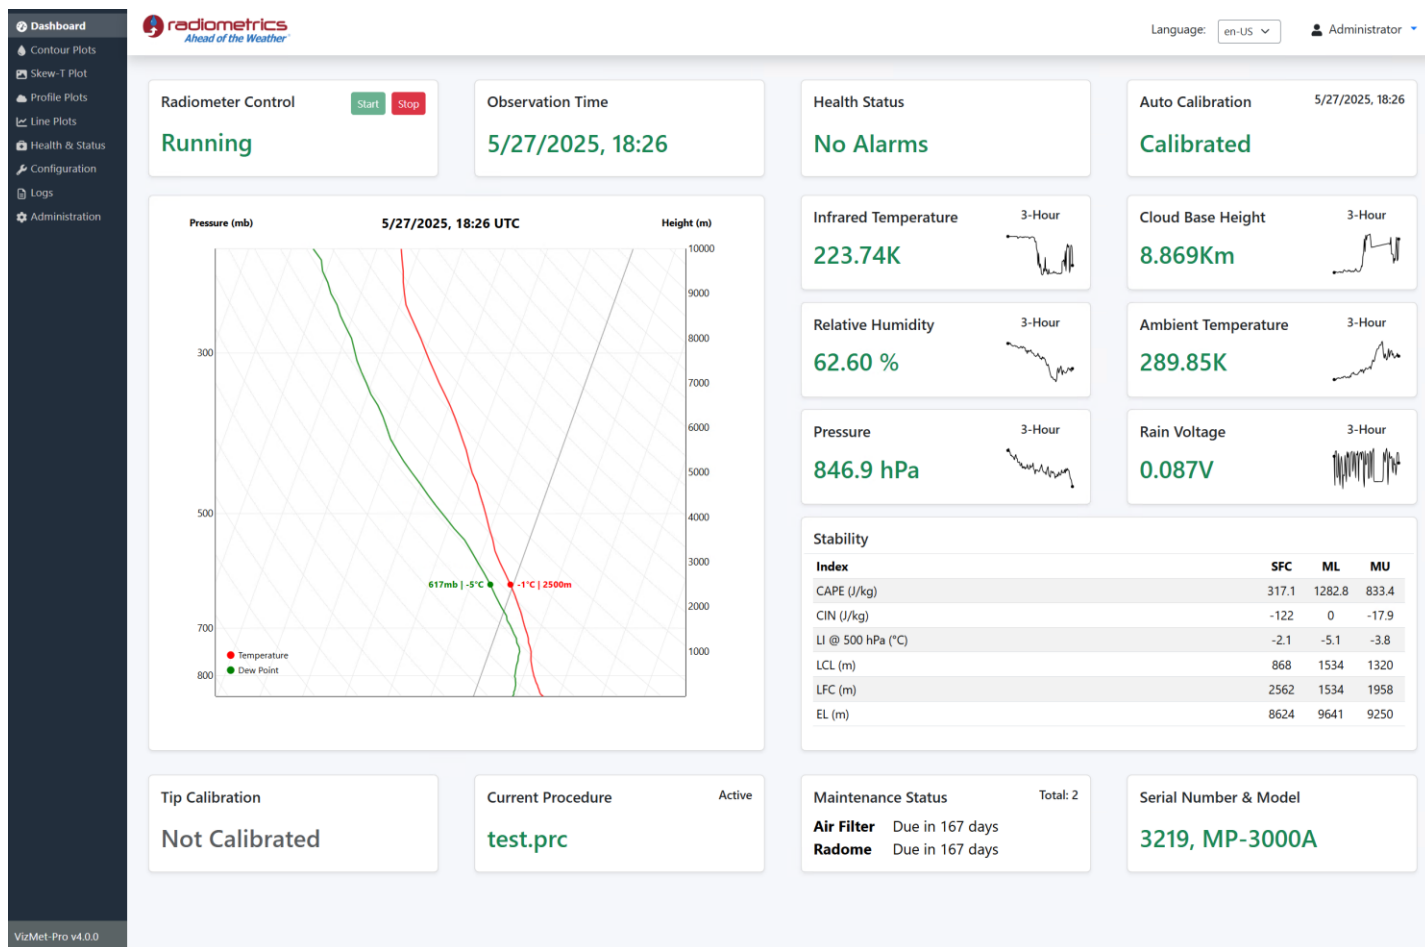 Dashboard
Contour Plots
Skew-T Plot
Profile Plots
Line Plots
Health & Status
Configuration
Logs
Administration
VizMet-Pro v4.0.0
radiometrics
Ahead of the Weather
Language: en-US
Administrator
Radiometer Control
Start Stop
Running
Observation Time
5/27/2025, 18:26
Health Status
No Alarms
Auto Calibration 5/27/2025, 18:26
Calibrated
Pressure (mb) 5/27/2025, 18:26 UTC Height (m)
10000
9000
8000
300
7000
6000
5000
500
4000
3000
617mb | -5°C -1°C | 2500m
2000
700
1000
Temperature
Dew Point
800
Infrared Temperature 3-Hour
223.74K
Cloud Base Height 3-Hour
8.869Km
Relative Humidity 3-Hour
62.60 %
Ambient Temperature 3-Hour
289.85K
Pressure 3-Hour
846.9 hPa
Rain Voltage 3-Hour
0.087V
Stability
Index SFC ML MU
CAPE (J/kg) 317.1 1282.8 833.4
CIN (J/kg) -122 0 -17.9
LI @ 500 hPa (°C) -2.1 -5.1 -3.8
LCL (m) 868 1534 1320
LFC (m) 2562 1534 1958
EL (m) 8624 9641 9250
Tip Calibration
Not Calibrated
Current Procedure Active
test.prc
Maintenance Status Total: 2
Air Filter Due in 167 days
Radome Due in 167 days
Serial Number & Model
3219, MP-3000A